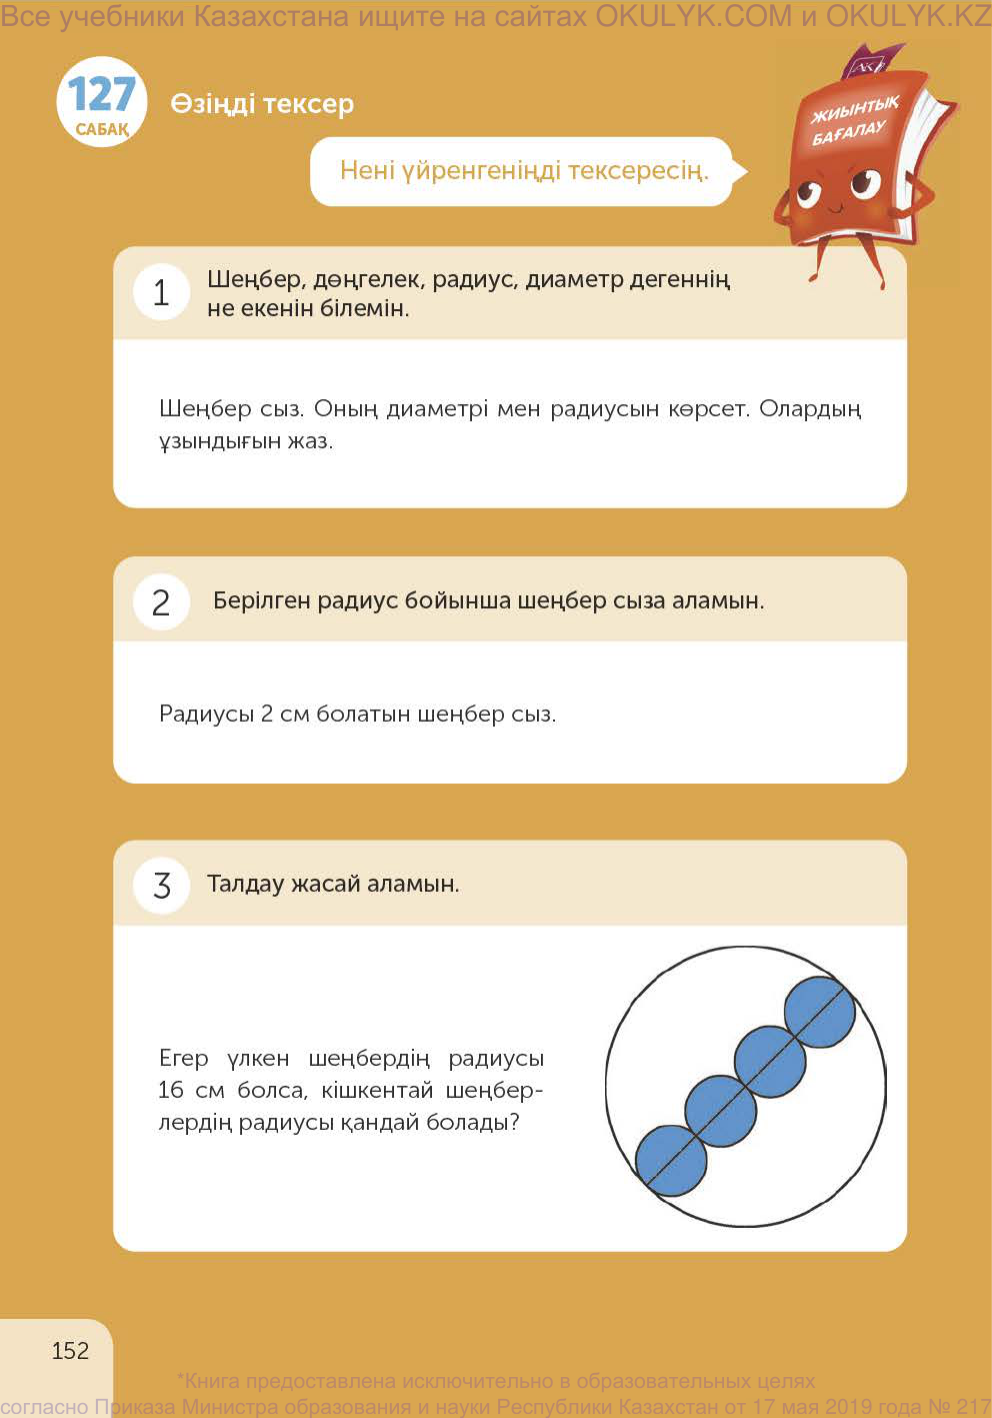 Все учебники Казахстана ищите на сайтах OKULYK.COM и OKULYK.KZ
127
САБАҚ
Өзіңді тексер
ЖИЫНТЫҚ
БАҒАЛАУ
Нені үйренгеніңді тексересің.
1
Шеңбер, дөңгелек, радиус, диаметр дегеннің
не екенін білемін.
Шеңбер сыз. Оның диаметрі мен радиусын көрсет. Олардың
ұзындығын жаз.
2
Берілген радиус бойынша шеңбер сыза аламын.
Радиусы 2 см болатын шеңбер сыз.
3
Талдау жасай аламын.
Егер үлкен шеңбердің радиусы
16 см болса, кішкентай шеңбер-
лердің радиусы қандай болады?
152
*Книга предоставлена исключительно в образовательных целях
согласно Приказа Министра образования и науки Республики Казахстан от 17 мая 2019 года № 217